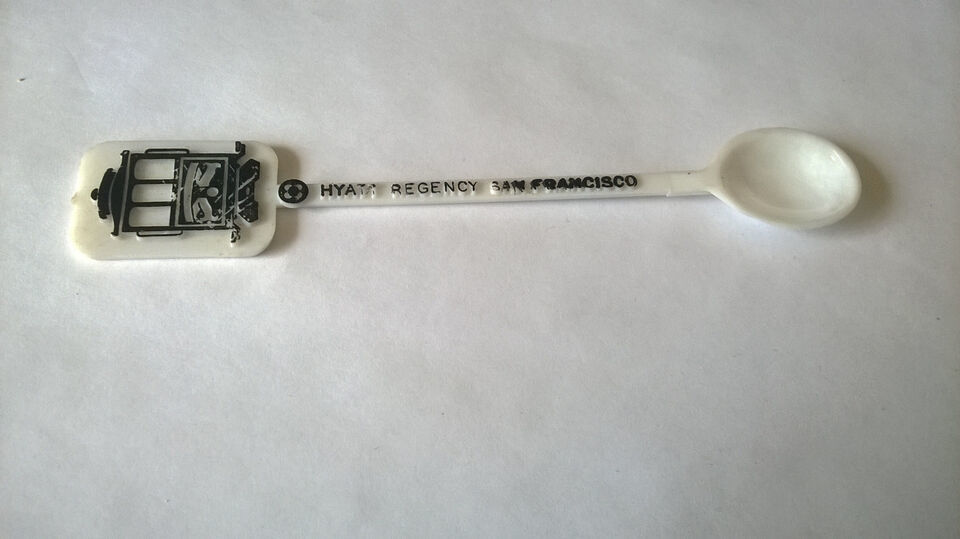 HYATT REGENCY SAN FRANCISCO